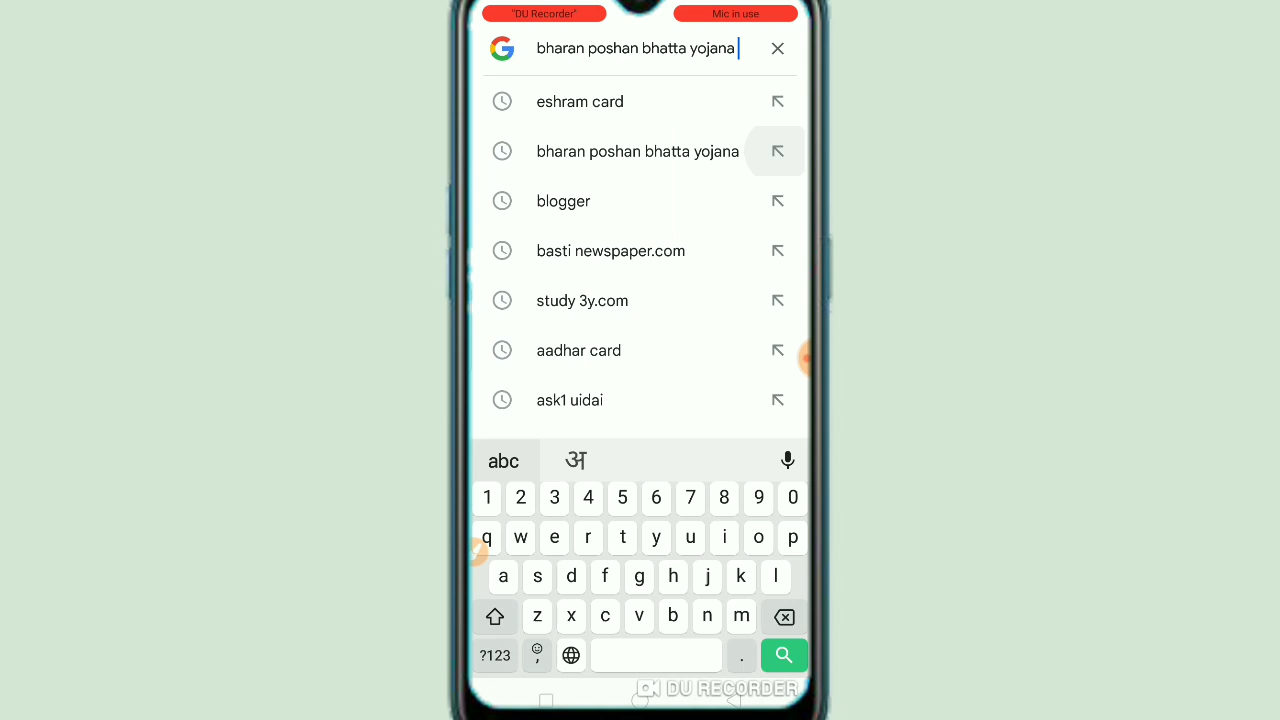 "DU Recorder" Mic in use
bharan poshan bhatta yojana
eshram card
bharan poshan bhatta yojana
blogger
basti newspaper.com
study 3y.com
aadhar card
ask1 uidai
abc अ
1 2 3 4 5 6 7 8 9 0
q w e r t y u i o p
a s d f g h j k l
z x c v b n m
?123 , .
DU RECORDER